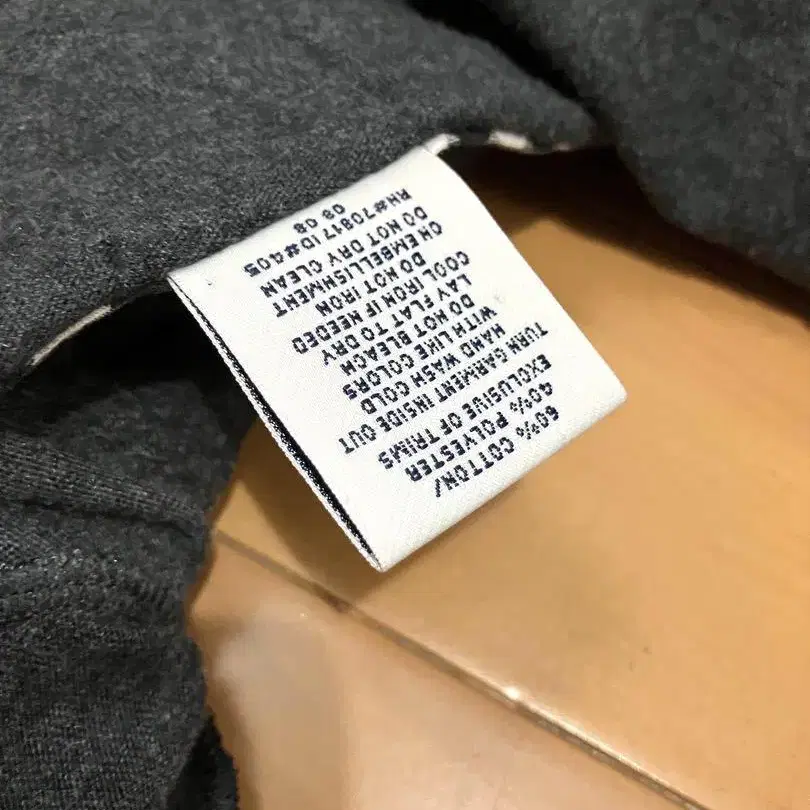 60% COTTON/
40% POLYESTER
EXCLUSIVE OF TRIMS
TURN GARMENT INSIDE OUT
HAND WASH COLD
WITH LIKE COLORS
DO NOT BLEACH
LAY FLAT TO DRY
COOL IRON IF NEEDED
DO NOT IRON
ON EMBELLISHMENT
DO NOT DRY CLEAN
RN#70817 ID#405
03 08